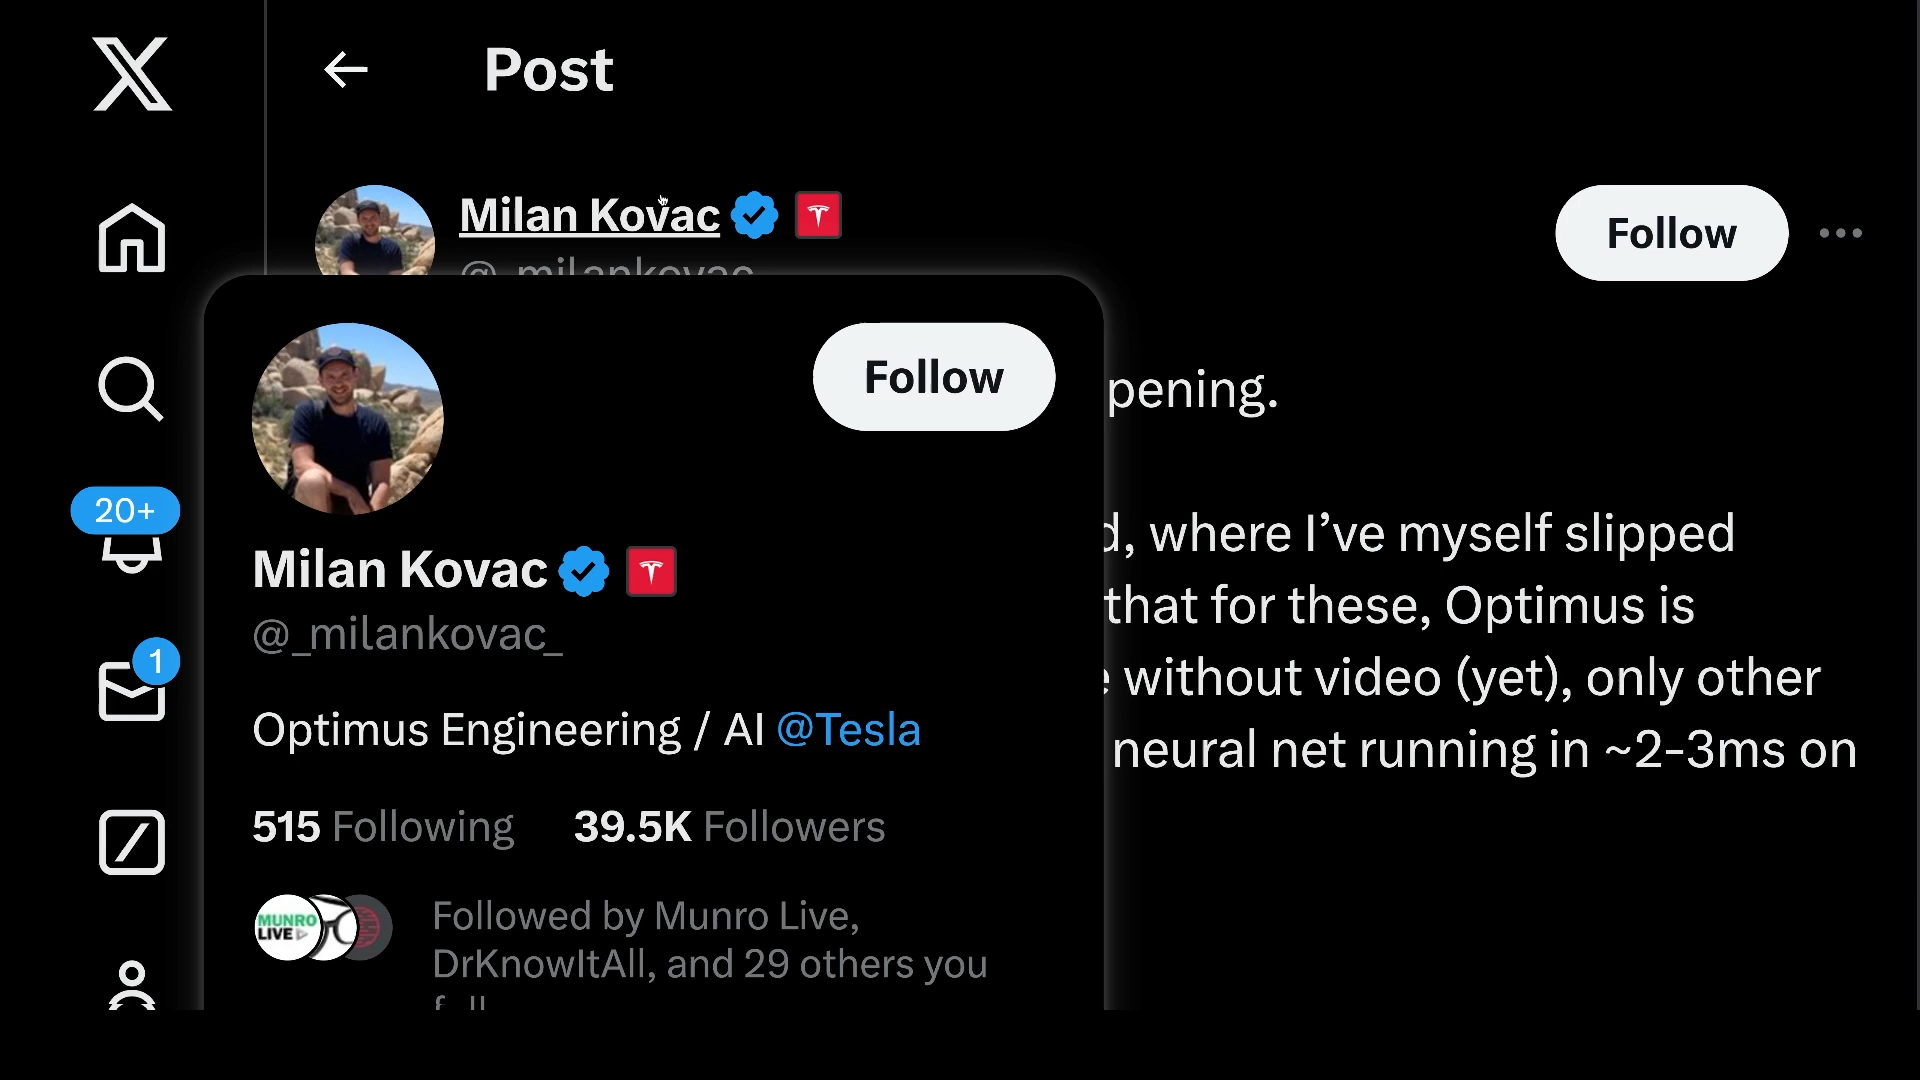 Post
Milan Kovac
@_milankovac_
Follow
pening.
d, where I’ve myself slipped
that for these, Optimus is
without video (yet), only other
neural net running in ~2-3ms on
20+
1
Follow
Milan Kovac
@_milankovac_
Optimus Engineering / AI @Tesla
515 Following 39.5K Followers
MUNRO
LIVE
Followed by Munro Live,
DrKnowItAll, and 29 others you